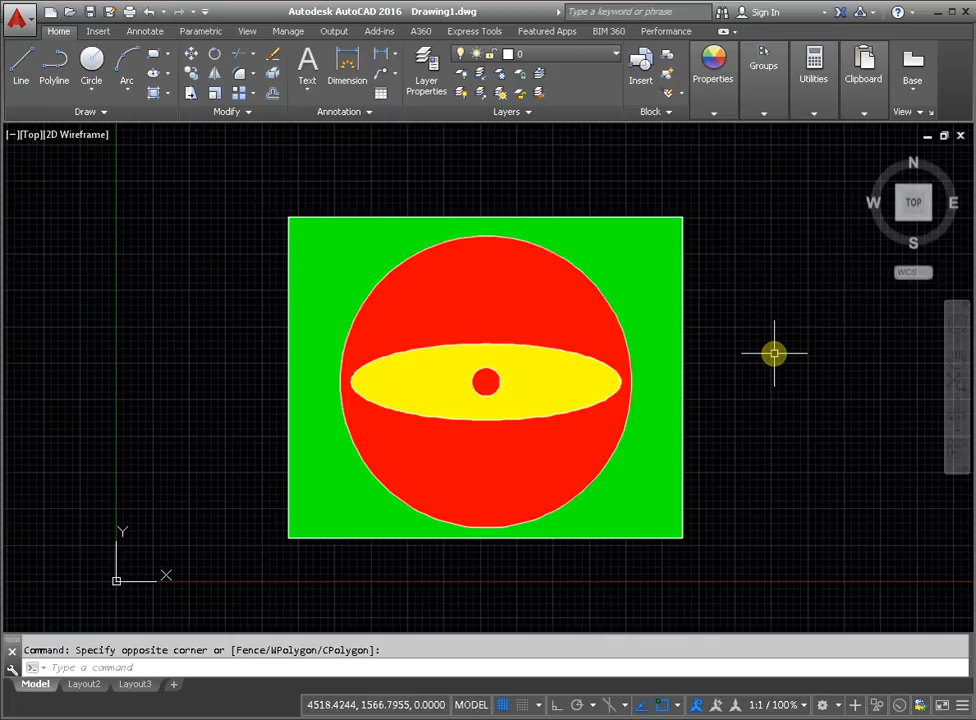 Autodesk AutoCAD 2016 Drawing1.dwg
Type a keyword or phrase
Sign In
Home Insert Annotate Parametric View Manage Output Add-ins A360 Express Tools Featured Apps BIM 360 Performance
0
Line Polyline Circle Arc
Text Dimension
Layer Properties
Insert
Properties Groups Utilities Clipboard Base
Draw Modify Annotation Layers Block View
[−][Top][2D Wireframe]
N
W TOP E
S
WCS
Y
X
Command: Specify opposite corner or [Fence/WPolygon/CPolygon]:
Type a command
Model Layout2 Layout3 +
4518.4244, 1566.7955, 0.0000 MODEL 1:1 / 100%